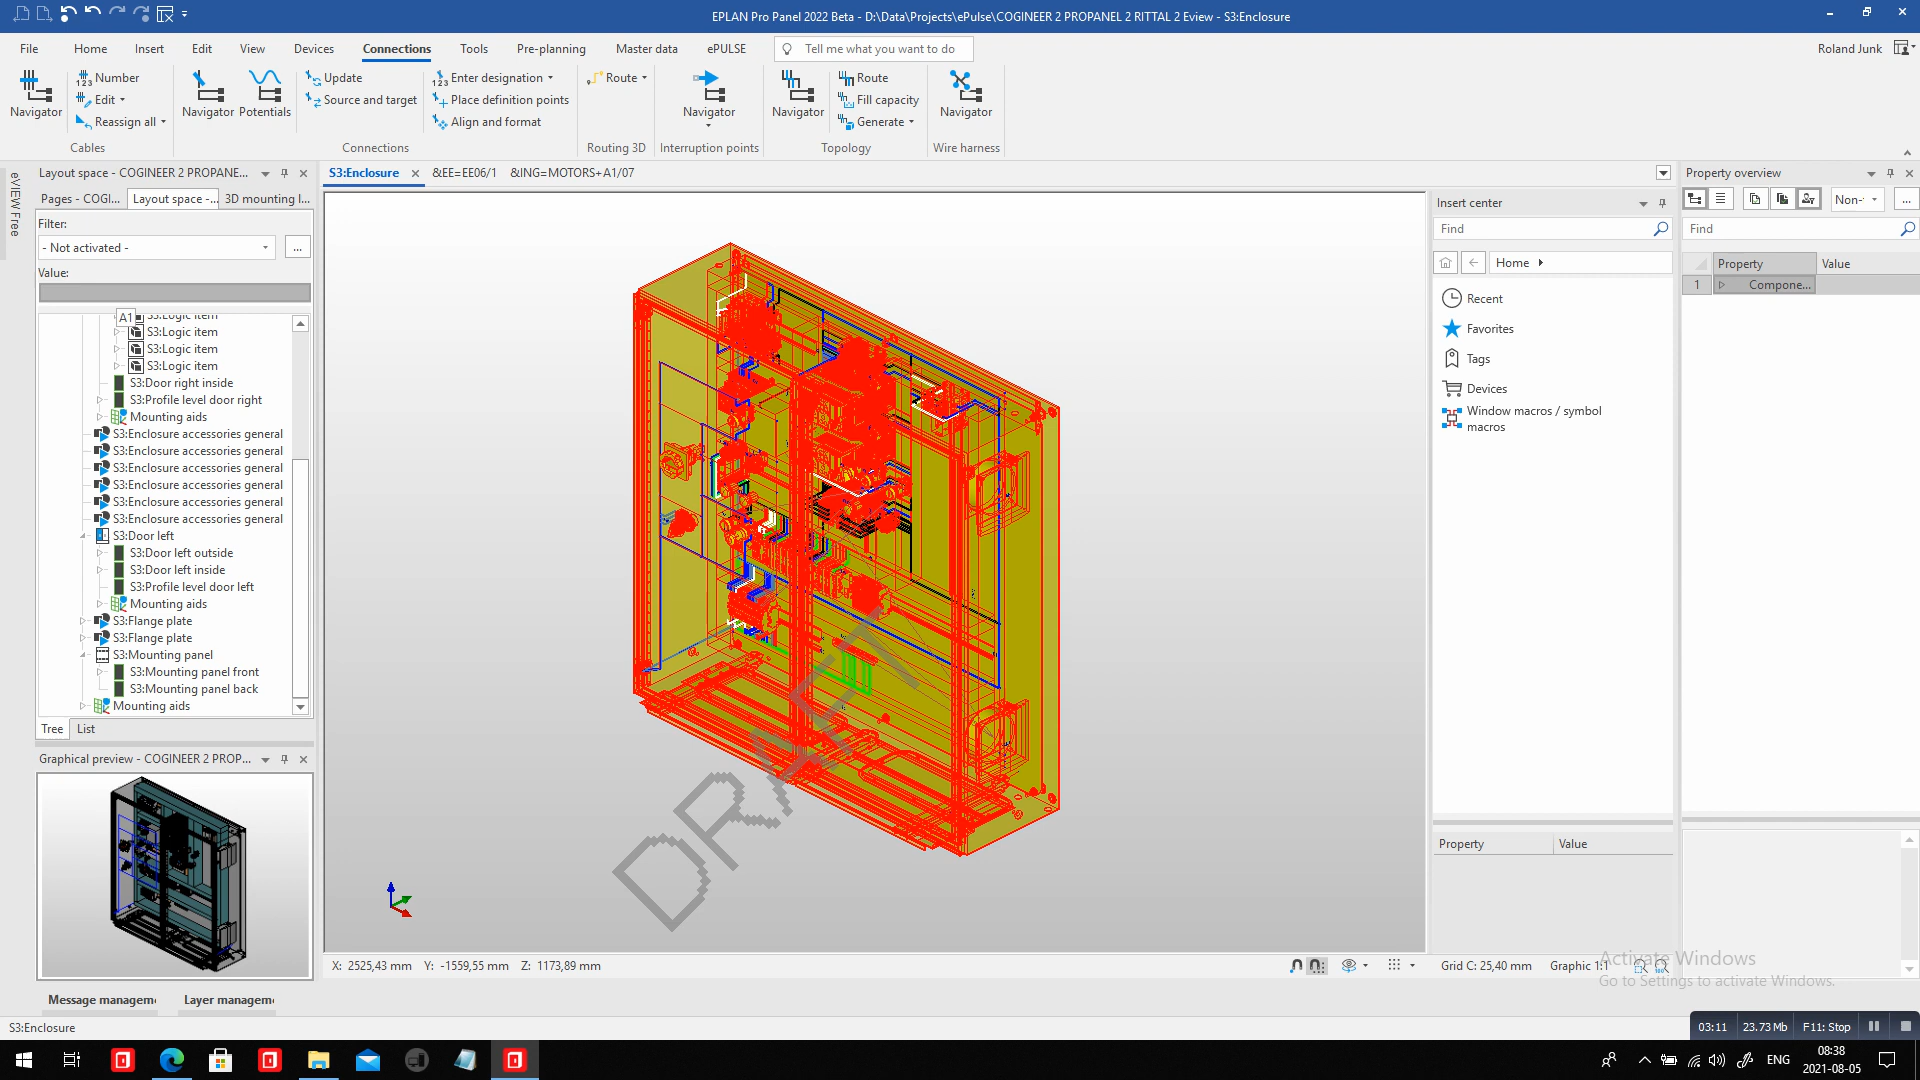 EPLAN Pro Panel 2022 Beta - D:\Data\Projects\ePulse\COGINEER 2 PROPANEL 2 RITTAL 2 Eview - S3:Enclosure
File Home Insert Edit View Devices Connections Tools Pre-planning Master data ePULSE Tell me what you want to do
Roland Junk
Navigator
Number
Edit
Reassign all
Cables
Navigator
Potentials
Update
Source and target
Enter designation
Place definition points
Align and format
Connections
Route
Routing 3D
Navigator
Interruption points
Navigator
Route
Fill capacity
Generate
Topology
Navigator
Wire harness
eVIEW Free
Layout space - COGINEER 2 PROPANE...
Pages - COGI... Layout space -... 3D mounting l...
Filter:
- Not activated -
...
Value:
A1
S3:Logic item
S3:Logic item
S3:Logic item
S3:Logic item
S3:Door right inside
S3:Profile level door right
Mounting aids
S3:Enclosure accessories general
S3:Enclosure accessories general
S3:Enclosure accessories general
S3:Enclosure accessories general
S3:Enclosure accessories general
S3:Enclosure accessories general
S3:Door left
S3:Door left outside
S3:Door left inside
S3:Profile level door left
Mounting aids
S3:Flange plate
S3:Flange plate
S3:Mounting panel
S3:Mounting panel front
S3:Mounting panel back
Mounting aids
Tree List
Graphical preview - COGINEER 2 PROP...
Message managem
Layer managem
S3:Enclosure
&EE=EE06/1
&ING=MOTORS+A1/07
DRAFT
X: 2525,43 mm Y: -1559,55 mm Z: 1173,89 mm
Grid C: 25,40 mm
Graphic 1:1
Insert center
Find
Home
Recent
Favorites
Tags
Devices
Window macros / symbol
macros
Property Value
Property overview
Non-
...
Find
Property Value
1 Compone...
Activate Windows
Go to Settings to activate Windows.
S3:Enclosure
03:11 23.73 Mb F11: Stop
ENG
08:38
2021-08-05